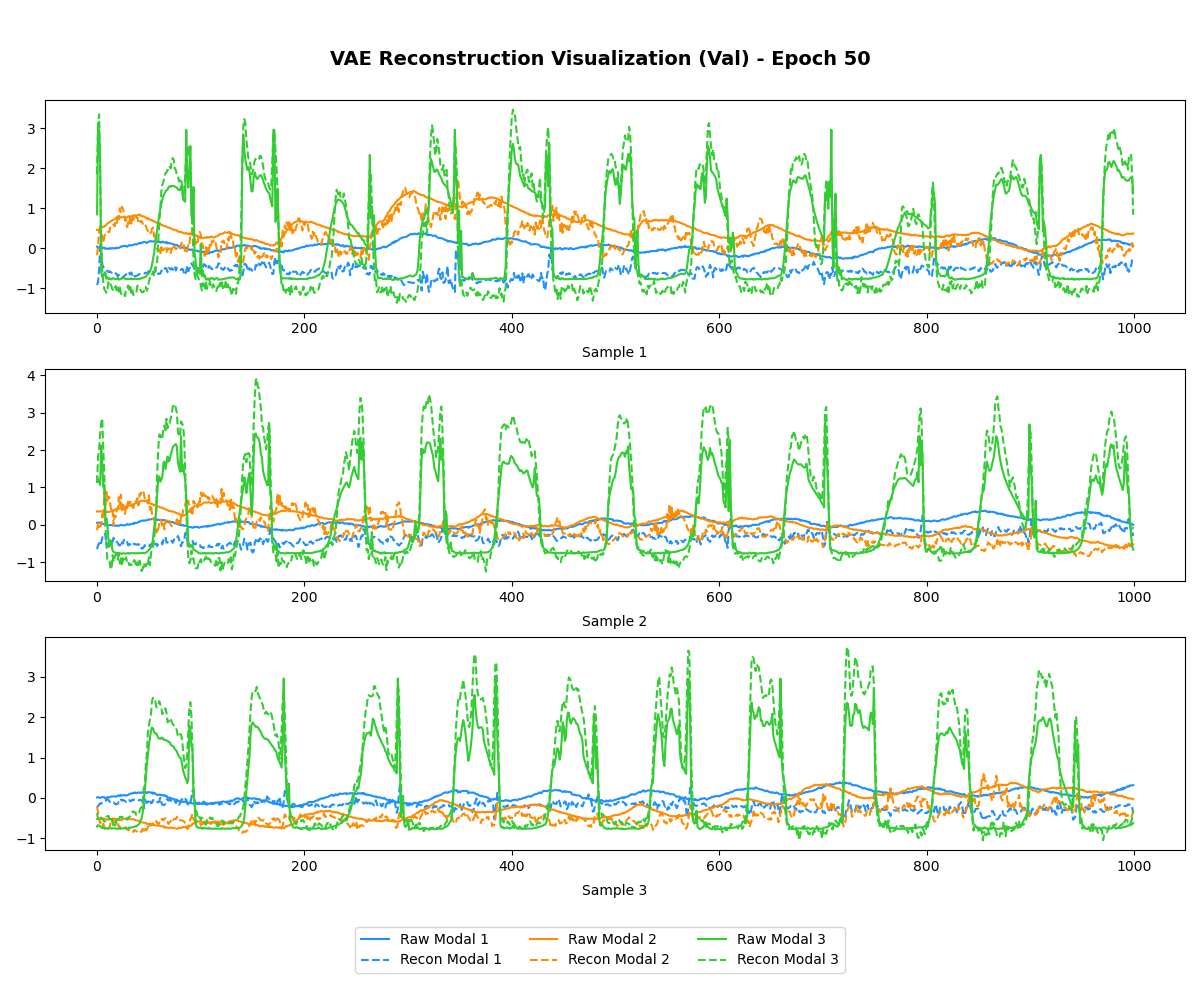 VAE Reconstruction Visualization (Val) - Epoch 50
3
2
1
0
−1
0 200 400 600 800 1000
Sample 1
4
3
2
1
0
−1
0 200 400 600 800 1000
Sample 2
3
2
1
0
−1
0 200 400 600 800 1000
Sample 3
Raw Modal 1 Raw Modal 2 Raw Modal 3
Recon Modal 1 Recon Modal 2 Recon Modal 3